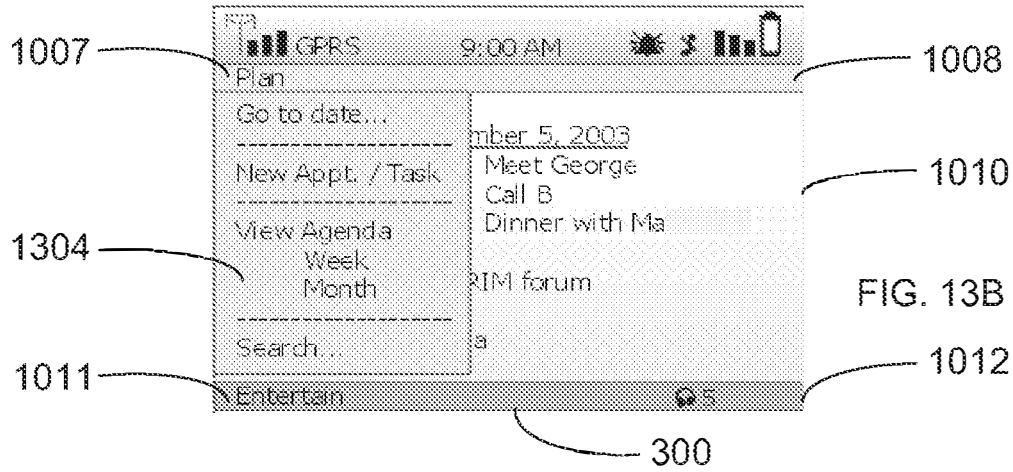 GPRS 9:00 AM
1007
Plan
1008
Go to date...
mber 5, 2003
New Appt. / Task
Meet George
1010
Call B
View Agenda
Dinner with Ma
1304
Week
Month
RIM forum
FIG. 13B
Search...
a
1012
1011
Entertain
5
300